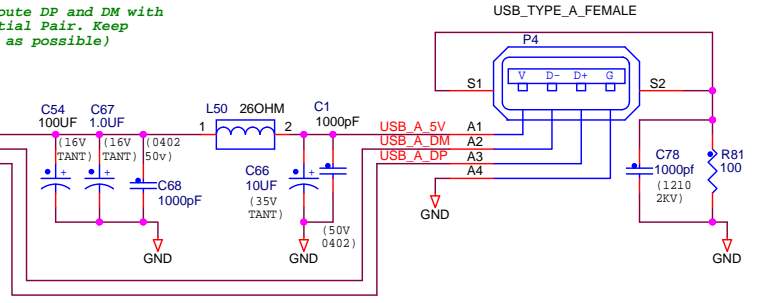 oute DP and DM with
tial Pair. Keep
as possible)
USB_TYPE_A_FEMALE
P4
V D- D+ G
S1
S2
C54
100UF
(16V
TANT)
C67
1.0UF
(16V
TANT)
(0402
50v)
C68
1000pF
L50 26OHM
1 2
C1
1000pF
C66
10UF
(35V
TANT)
(50V
0402)
USB_A_5V A1
USB_A_DM A2
USB_A_DP A3
A4
GND
C78
1000pf
(1210
2KV)
R81
100
GND
GND
GND